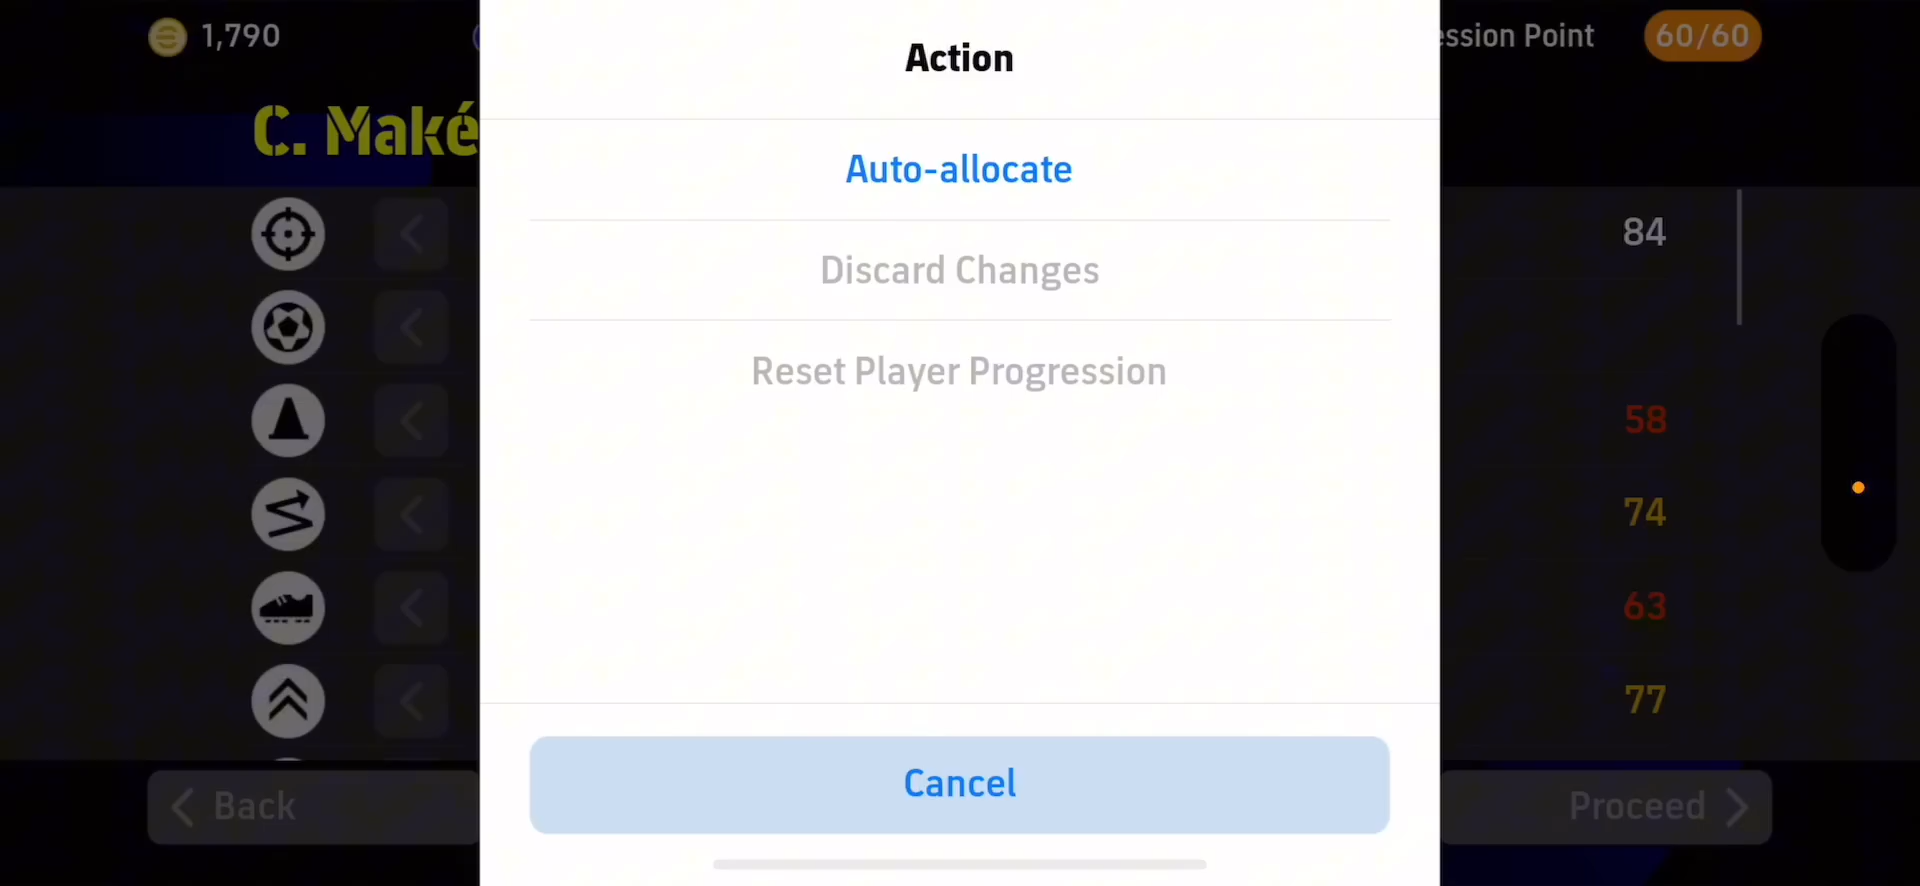 1,790
Action
ession Point
60/60
C. Maké
Auto-allocate
84
Discard Changes
Reset Player Progression
58
74
63
77
Cancel
Back
Proceed